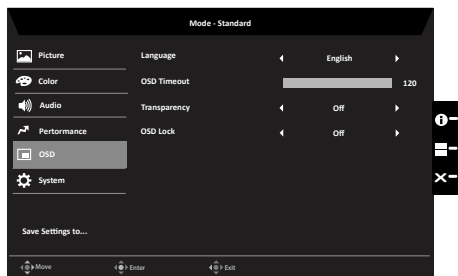 Mode - Standard
Picture
Language
English
Color
OSD Timeout
120
Audio
Transparency
Off
Pertormance
OSD Lock
Off
OSD
System
Save Settings to...
Move
Enter
Exit